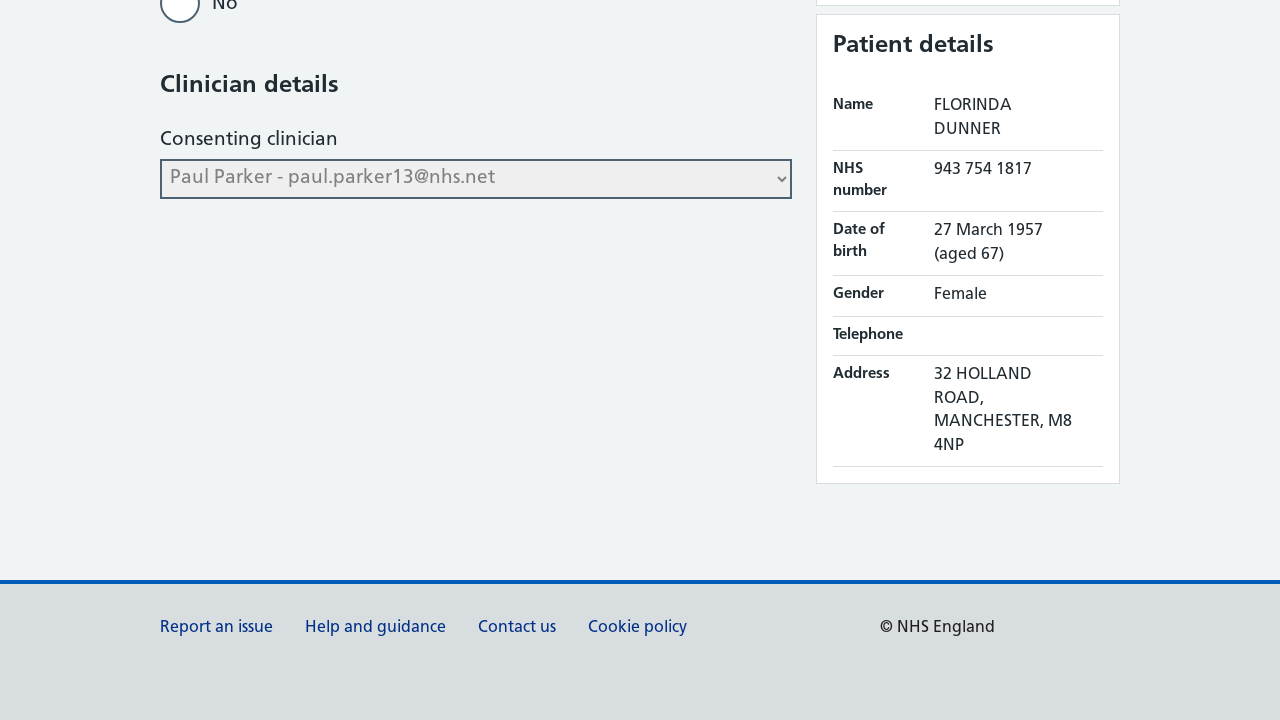 No
Clinician details
Consenting clinician
Paul Parker - paul.parker13@nhs.net
Patient details
Name
FLORINDA
DUNNER
NHS
number
943 754 1817
Date of
birth
27 March 1957
(aged 67)
Gender
Female
Telephone
Address
32 HOLLAND
ROAD,
MANCHESTER, M8
4NP
Report an issue
Help and guidance
Contact us
Cookie policy
© NHS England